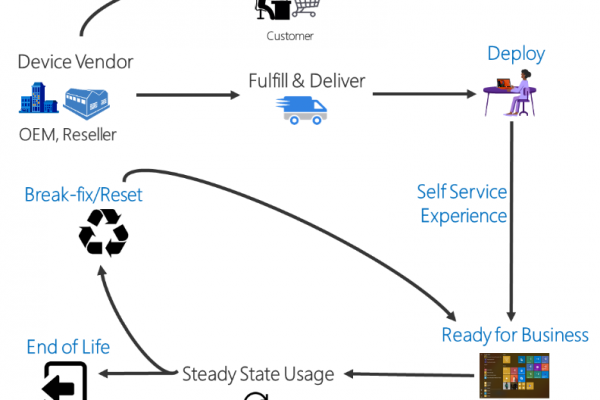 Customer
Device Vendor
OEM, Reseller
Fulfill & Deliver
Deploy
Self Service
Experience
Break-fix/Reset
Ready for Business
End of Life
Steady State Usage